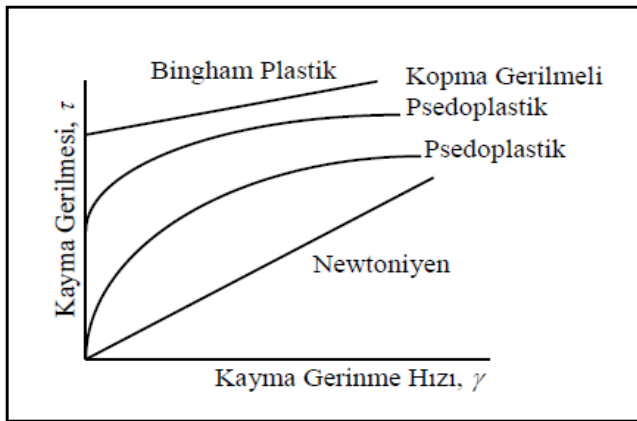 Bingham Plastik
Kopma Gerilmeli
Psedoplastik
Psedoplastik
Newtoniyen
Kayma Gerilmesi, τ
Kayma Gerinme Hızı, γ